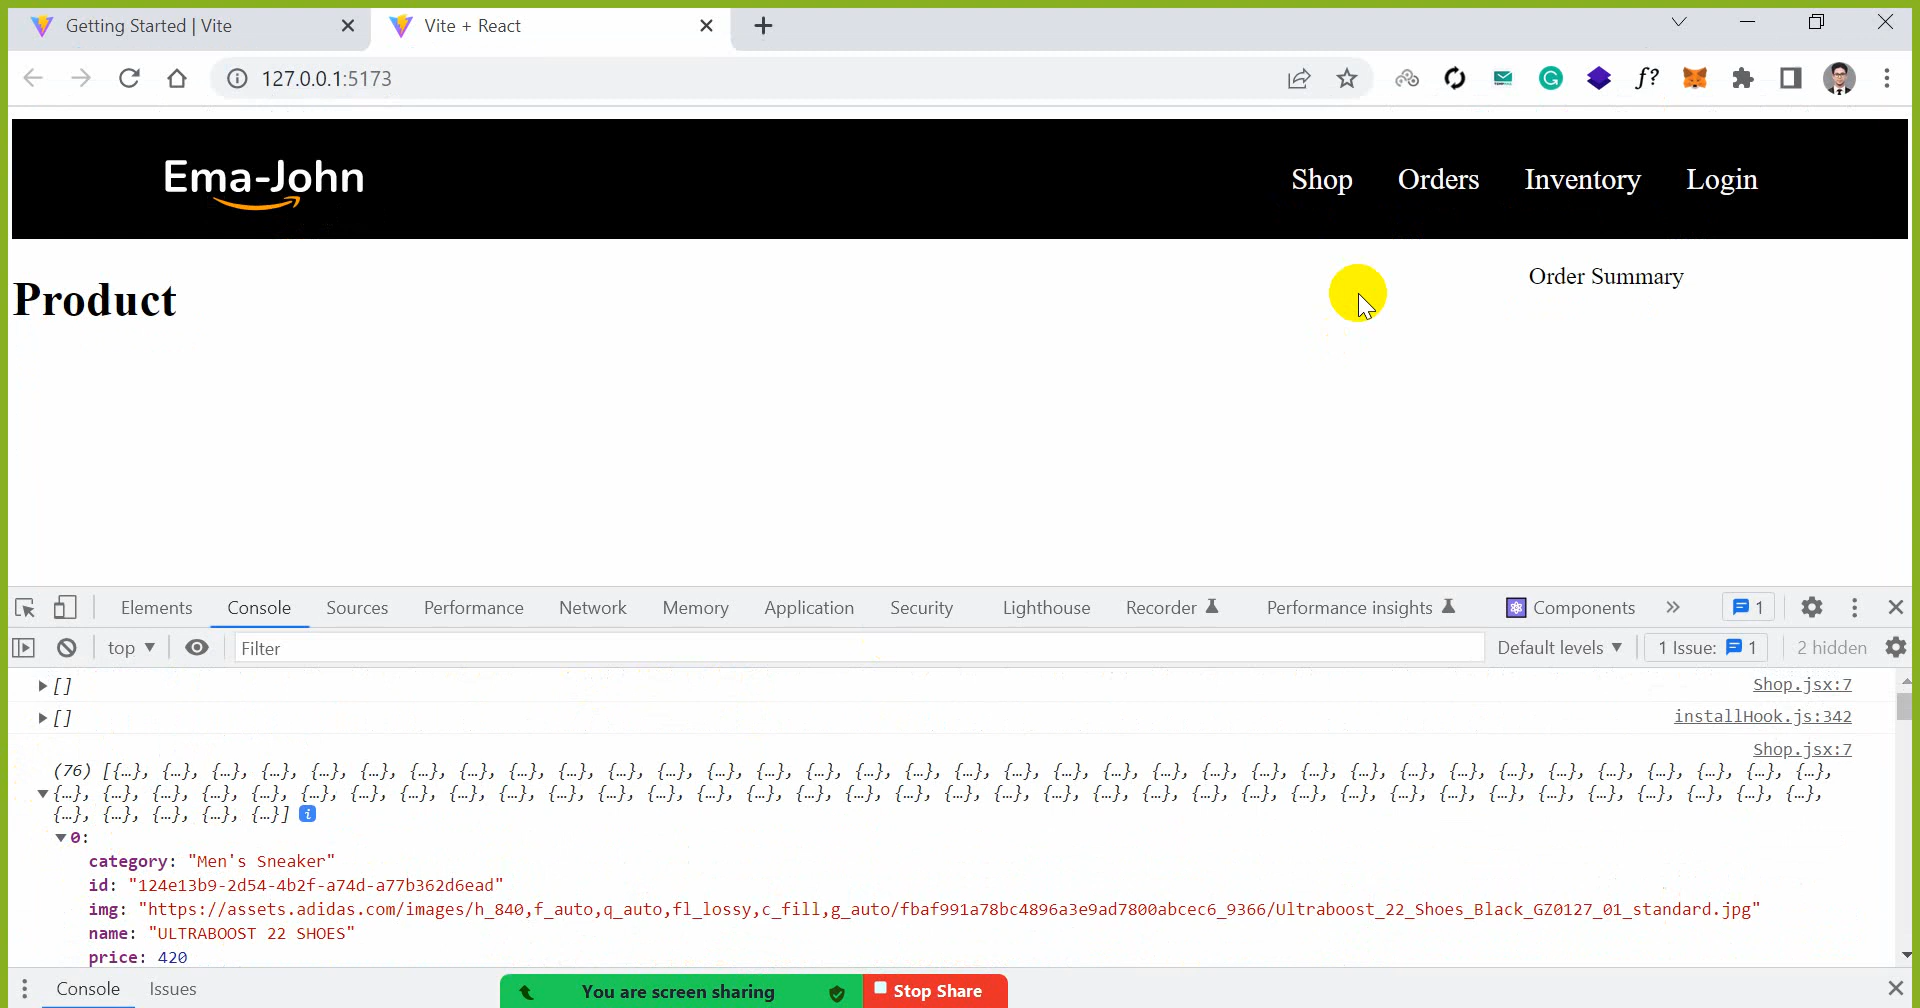 Getting Started | Vite
Vite + React
127.0.0.1:5173
f?
Ema-John
Shop Orders Inventory Login
Product
Order Summary
Elements Console Sources Performance Network Memory Application Security Lighthouse Recorder Performance insights Components 1
top Filter Default levels 1 Issue: 1 2 hidden
[] Shop.jsx:7
[] installHook.js:342
Shop.jsx:7
(76) [{…}, {…}, {…}, {…}, {…}, {…}, {…}, {…}, {…}, {…}, {…}, {…}, {…}, {…}, {…}, {…}, {…}, {…}, {…}, {…}, {…}, {…}, {…}, {…}, {…}, {…}, {…}, {…}, {…}, {…}, {…}, {…}, {…}, {…}, {…},
{…}, {…}, {…}, {…}, {…}, {…}, {…}, {…}, {…}, {…}, {…}, {…}, {…}, {…}, {…}, {…}, {…}, {…}, {…}, {…}, {…}, {…}, {…}, {…}, {…}, {…}, {…}, {…}, {…}, {…}, {…}, {…}, {…}, {…}, {…}, {…},
{…}, {…}, {…}, {…}, {…}] i
0:
category: "Men's Sneaker"
id: "124e13b9-2d54-4b2f-a74d-a77b362d6ead"
img: "https://assets.adidas.com/images/h_840,f_auto,q_auto,fl_lossy,c_fill,g_auto/fbaf991a78bc4896a3e9ad7800abcec6_9366/Ultraboost_22_Shoes_Black_GZ0127_01_standard.jpg"
name: "ULTRABOOST 22 SHOES"
price: 420
Console Issues
You are screen sharing Stop Share